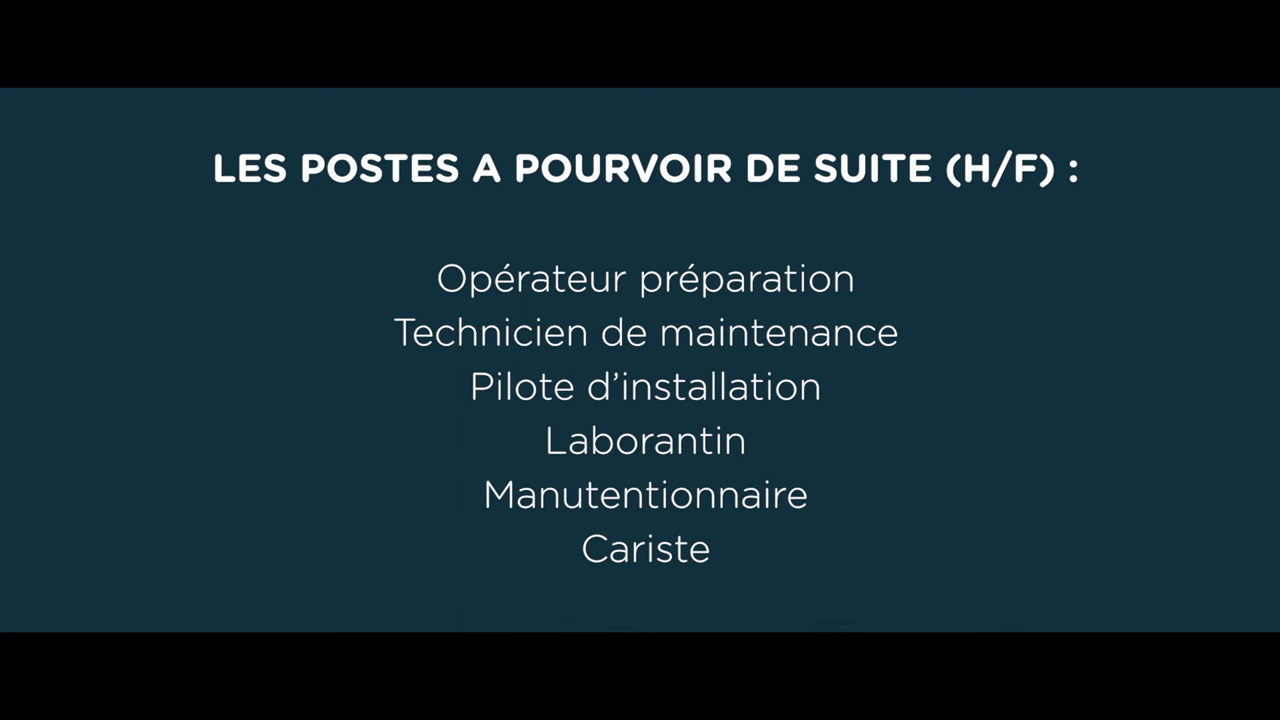 LES POSTES A POURVOIR DE SUITE (H/F) :
Opérateur préparation
Technicien de maintenance
Pilote d’installation
Laborantin
Manutentionnaire
Cariste